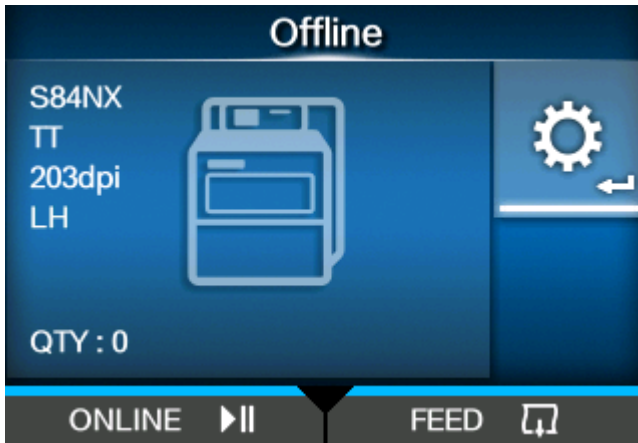 Offline
S84NX
TT
203dpi
LH
QTY : 0
ONLINE
FEED